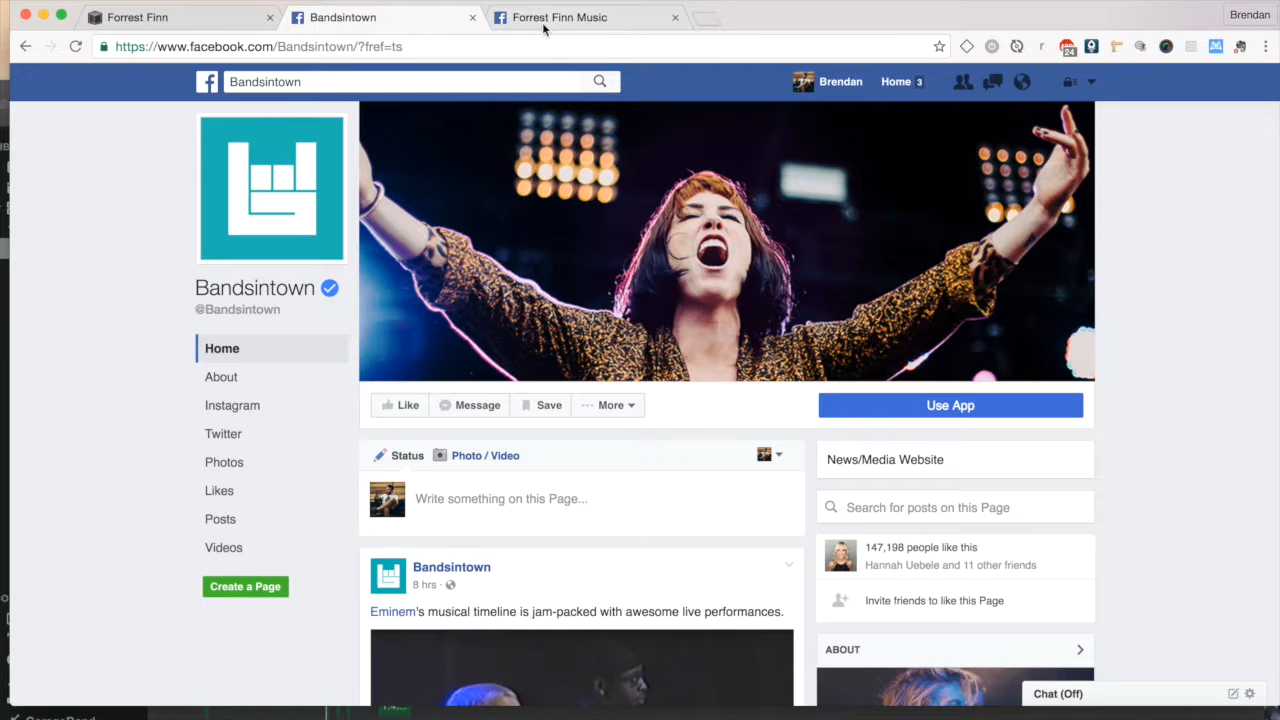 Forrest Finn
Bandsintown
Forrest Finn Music
Brendan
https://www.facebook.com/Bandsintown/?fref=ts
24
Bandsintown
Brendan
Home 3
Bandsintown
@Bandsintown
Home
About
Instagram
Twitter
Photos
Likes
Posts
Videos
Create a Page
Like
Message
Save
More
Use App
Status
Photo / Video
Write something on this Page...
Bandsintown
8 hrs
Eminem's musical timeline is jam-packed with awesome live performances.
News/Media Website
Search for posts on this Page
147,198 people like this
Hannah Uebele and 11 other friends
Invite friends to like this Page
ABOUT
Chat (Off)